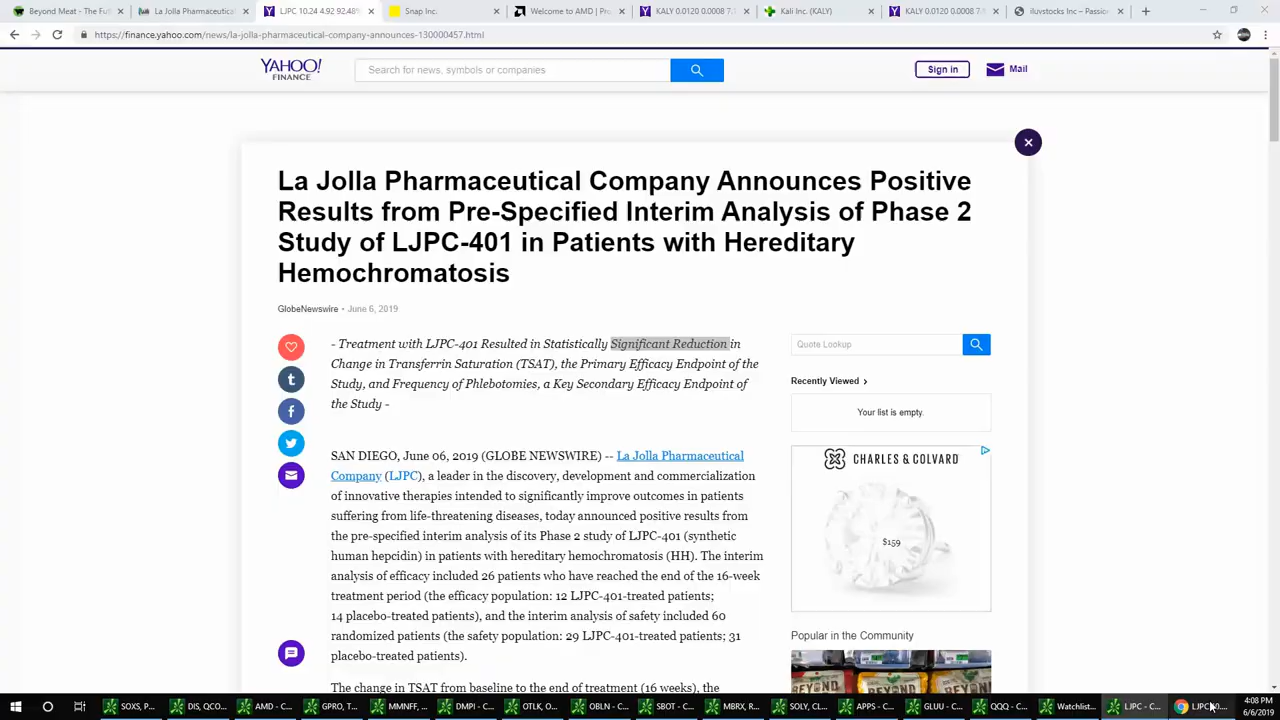 Beyond Meat - The Fut
La Jolla Pharmaceutical
LJPC 10.24 4.92 92.48%
Snap Inc.
Welcome to AMD | Pro
KALY 0.0120 0.0008 7.1
Kali Inc. (KALY)
KALY 0.0120 0.0008 7.
iluvstocks Inc – Passio
https://finance.yahoo.com/news/la-jolla-pharmaceutical-company-announces-130000457.html
YAHOO!
FINANCE
Search for news, symbols or companies
Sign in
Mail
La Jolla Pharmaceutical Company Announces Positive
Results from Pre-Specified Interim Analysis of Phase 2
Study of LJPC-401 in Patients with Hereditary
Hemochromatosis
GlobeNewswire • June 6, 2019
- Treatment with LJPC-401 Resulted in Statistically Significant Reduction in
Change in Transferrin Saturation (TSAT), the Primary Efficacy Endpoint of the
Study, and Frequency of Phlebotomies, a Key Secondary Efficacy Endpoint of
the Study -
SAN DIEGO, June 06, 2019 (GLOBE NEWSWIRE) -- La Jolla Pharmaceutical
Company (LJPC), a leader in the discovery, development and commercialization
of innovative therapies intended to significantly improve outcomes in patients
suffering from life-threatening diseases, today announced positive results from
the pre-specified interim analysis of its Phase 2 study of LJPC-401 (synthetic
human hepcidin) in patients with hereditary hemochromatosis (HH). The interim
analysis of efficacy included 26 patients who have reached the end of the 16-week
treatment period (the efficacy population: 12 LJPC-401-treated patients;
14 placebo-treated patients), and the interim analysis of safety included 60
randomized patients (the safety population: 29 LJPC-401-treated patients; 31
placebo-treated patients).
The change in TSAT from baseline to the end of treatment (16 weeks), the
Quote Lookup
Recently Viewed
Your list is empty.
CHARLES & COLVARD
$159
Popular in the Community
BEYOND
SOXS, P...
DIS, QCO...
AMD - C...
GPRO, T...
MMNFF, ...
DMPI - C...
OTLK, O...
OBLN - C...
SBOT - C...
MBRX, R...
SOLY, CL...
APPS - C...
GLUU - C...
QQQ - C...
Watchlist...
LJPC - C...
4:08 PM
6/6/2019